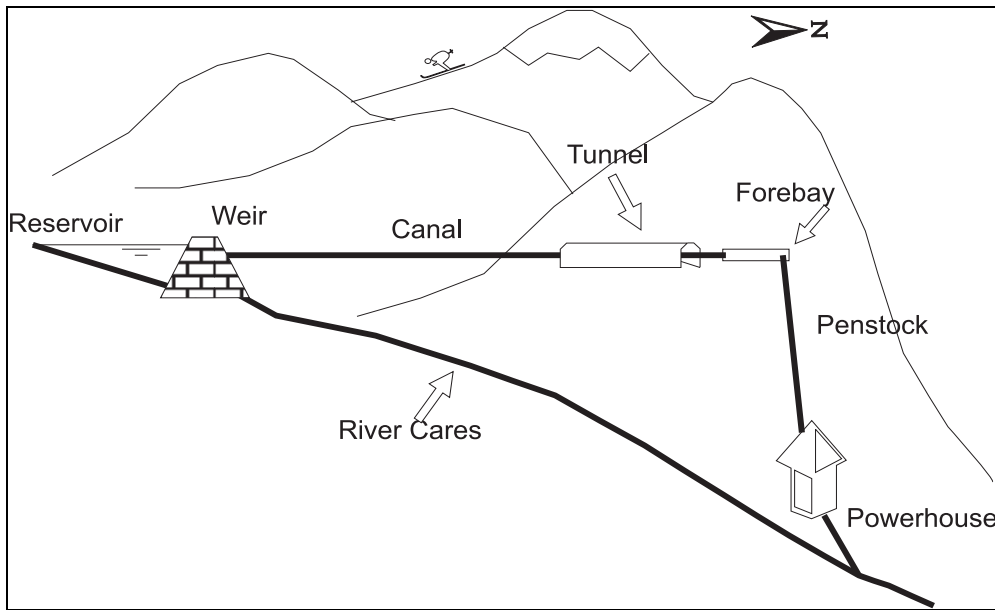 N
Tunnel
Forebay
Reservoir
Weir
Canal
Penstock
River Cares
Powerhouse